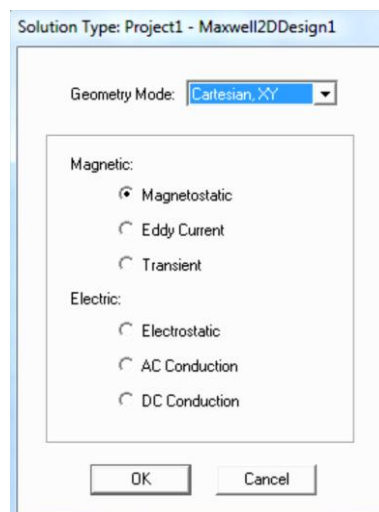 Solution Type: Project1 - Maxwell2DDesign1
Geometry Mode: Cartesian, XY
Magnetic:
Magnetostatic
Eddy Current
Transient
Electric:
Electrostatic
AC Conduction
DC Conduction
OK Cancel